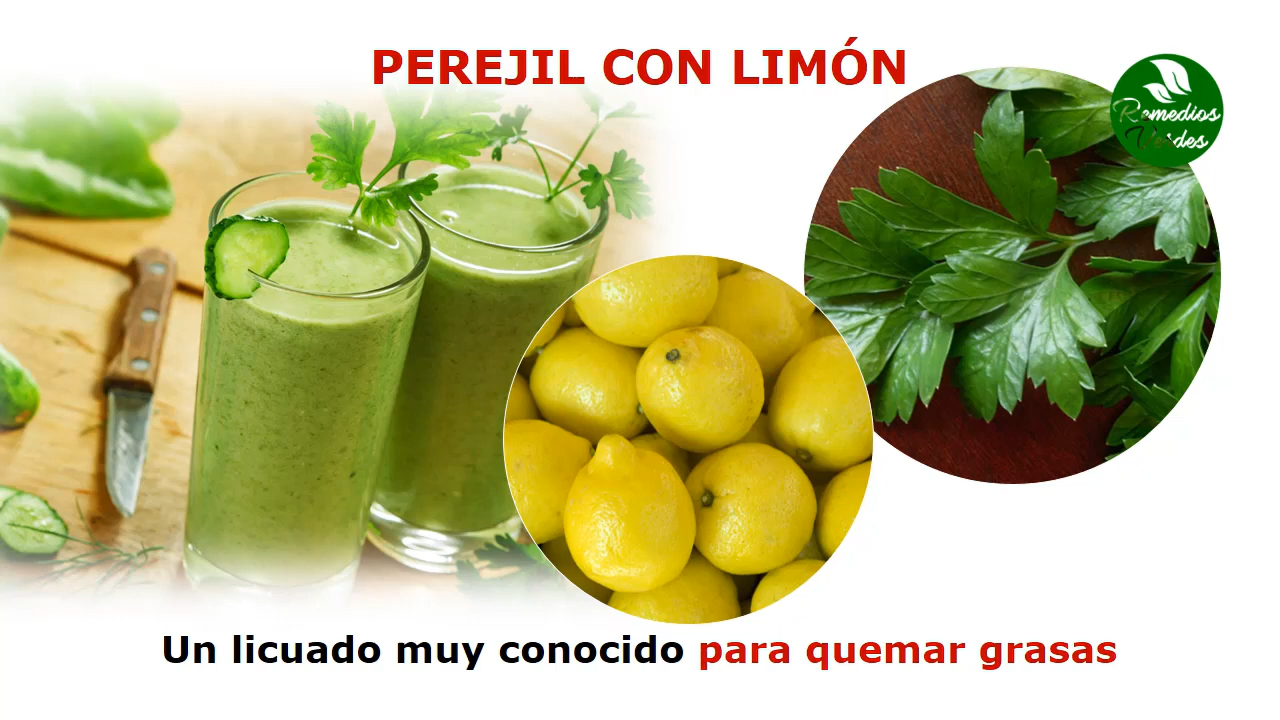 PEREJIL CON LIMÓN
Remedios
Verdes
Un licuado muy conocido para quemar grasas